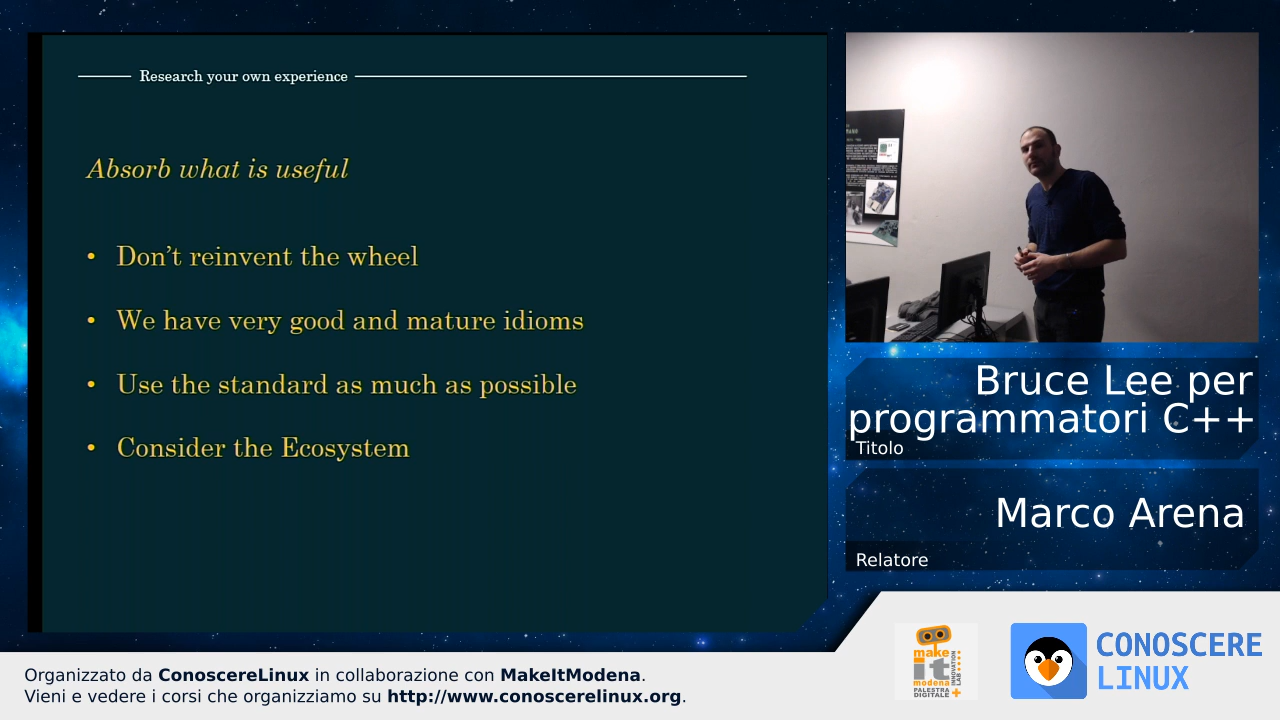 Research your own experience
Absorb what is useful
• Don’t reinvent the wheel
• We have very good and mature idioms
• Use the standard as much as possible
• Consider the Ecosystem
Bruce Lee per
programmatori C++
Titolo
Marco Arena
Relatore
Organizzato da ConoscereLinux in collaborazione con MakeItModena.
Vieni e vedere i corsi che organizziamo su http://www.conoscerelinux.org.
make
it
modena
PALESTRA
DIGITALE
INNOVATION
LAB
CONOSCERE
LINUX